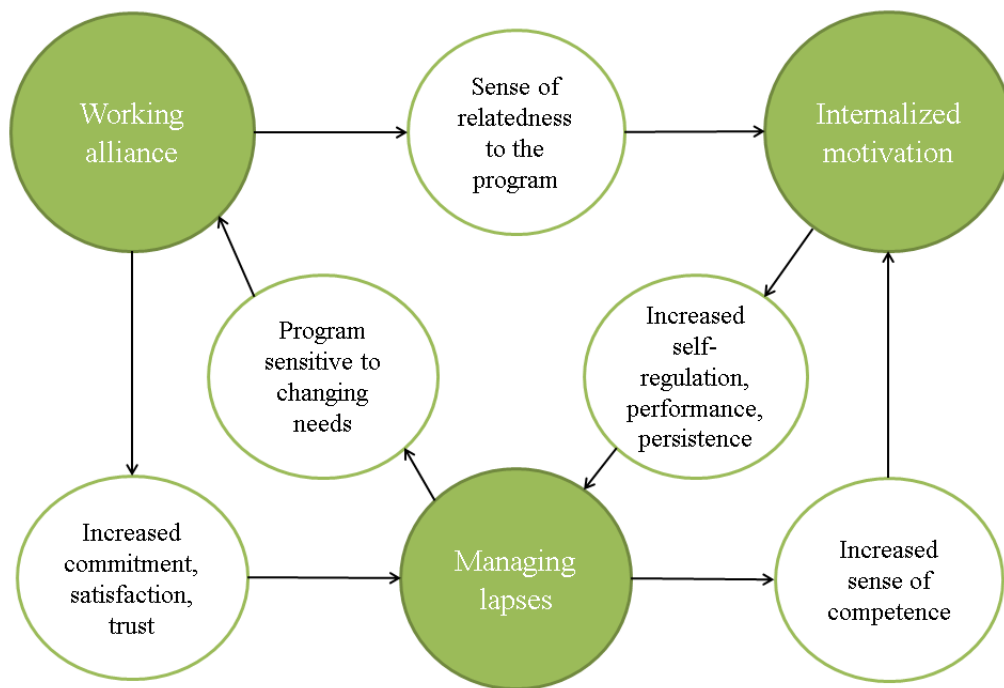 Working
alliance
Sense of
relatedness
to the
program
Internalized
motivation
Program
sensitive to
changing
needs
Increased
self-
regulation,
performance,
persistence
Increased
commitment,
satisfaction,
trust
Managing
lapses
Increased
sense of
competence